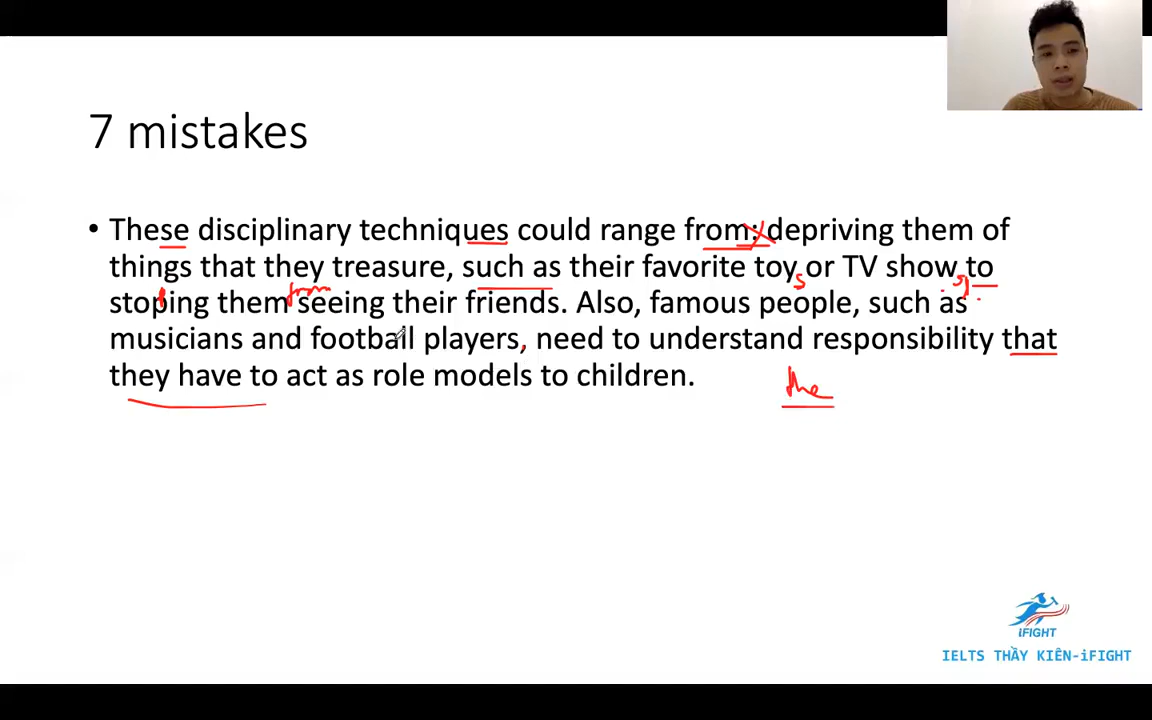 7 mistakes
• These disciplinary techniques could range from: depriving them of
things that they treasure, such as their favorite toy or TV show to
s s,
stoping them seeing their friends. Also, famous people, such as
p from
musicians and football players, need to understand responsibility that
they have to act as role models to children.
the
iFIGHT
IELTS THẦY KIÊN-iFIGHT